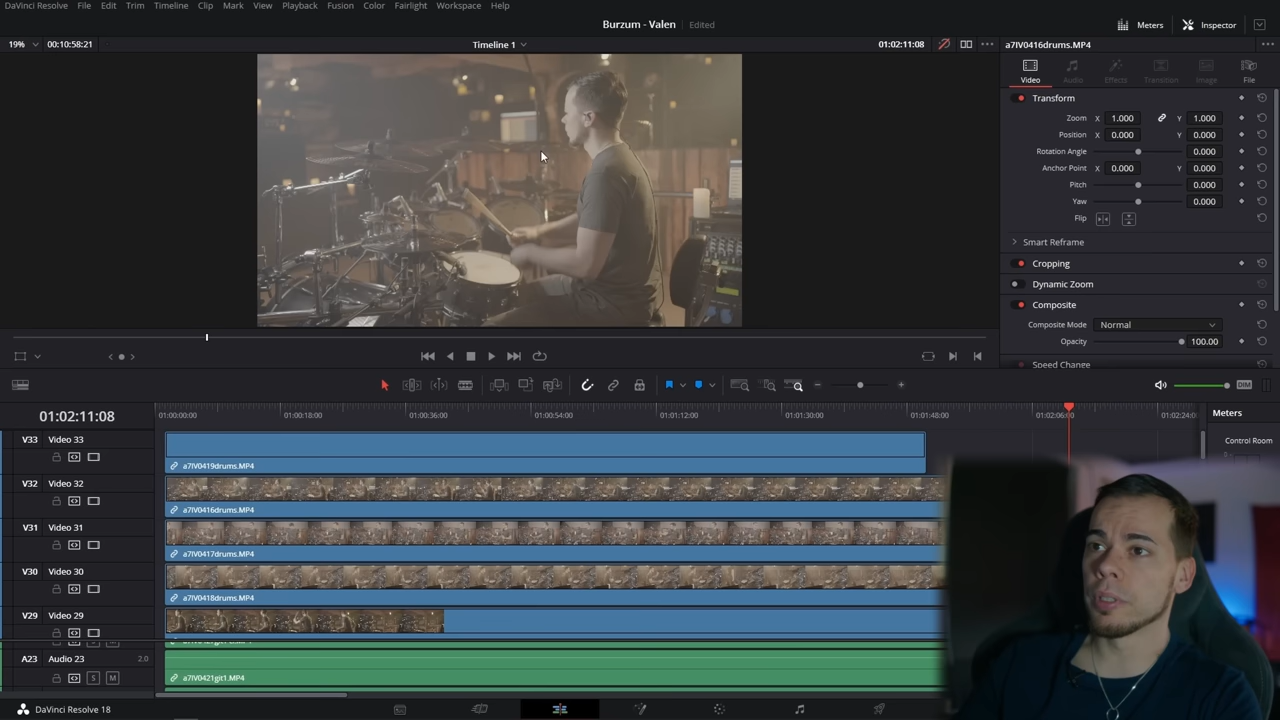 DaVinci Resolve File Edit Trim Timeline Clip Mark View Playback Fusion Color Fairlight Workspace Help
Burzum - Valen Edited
Meters Inspector
19% 00:10:58:21 Timeline 1 01:02:11:08 a7IV0416drums.MP4
Video Audio Effects Transition Image File
Transform
Zoom X 1.000 Y 1.000
Position X 0.000 Y 0.000
Rotation Angle 0.000
Anchor Point X 0.000 Y 0.000
Pitch 0.000
Yaw 0.000
Flip
Smart Reframe
Cropping
Dynamic Zoom
Composite
Composite Mode Normal
Opacity 100.00
Speed Change
DIM
01:02:11:08 01:00:00:00 01:00:18:00 01:00:36:00 01:00:54:00 01:01:12:00 01:01:30:00 01:01:48:00 01:02:06:00 01:02:24:0
Meters
Control Room
V33 Video 33
a7IV0419drums.MP4
V32 Video 32
a7IV0416drums.MP4
V31 Video 31
a7IV0417drums.MP4
V30 Video 30
a7IV0418drums.MP4
V29 Video 29
A23 Audio 23 2.0
S M
a7IV0421git1.MP4
DaVinci Resolve 18